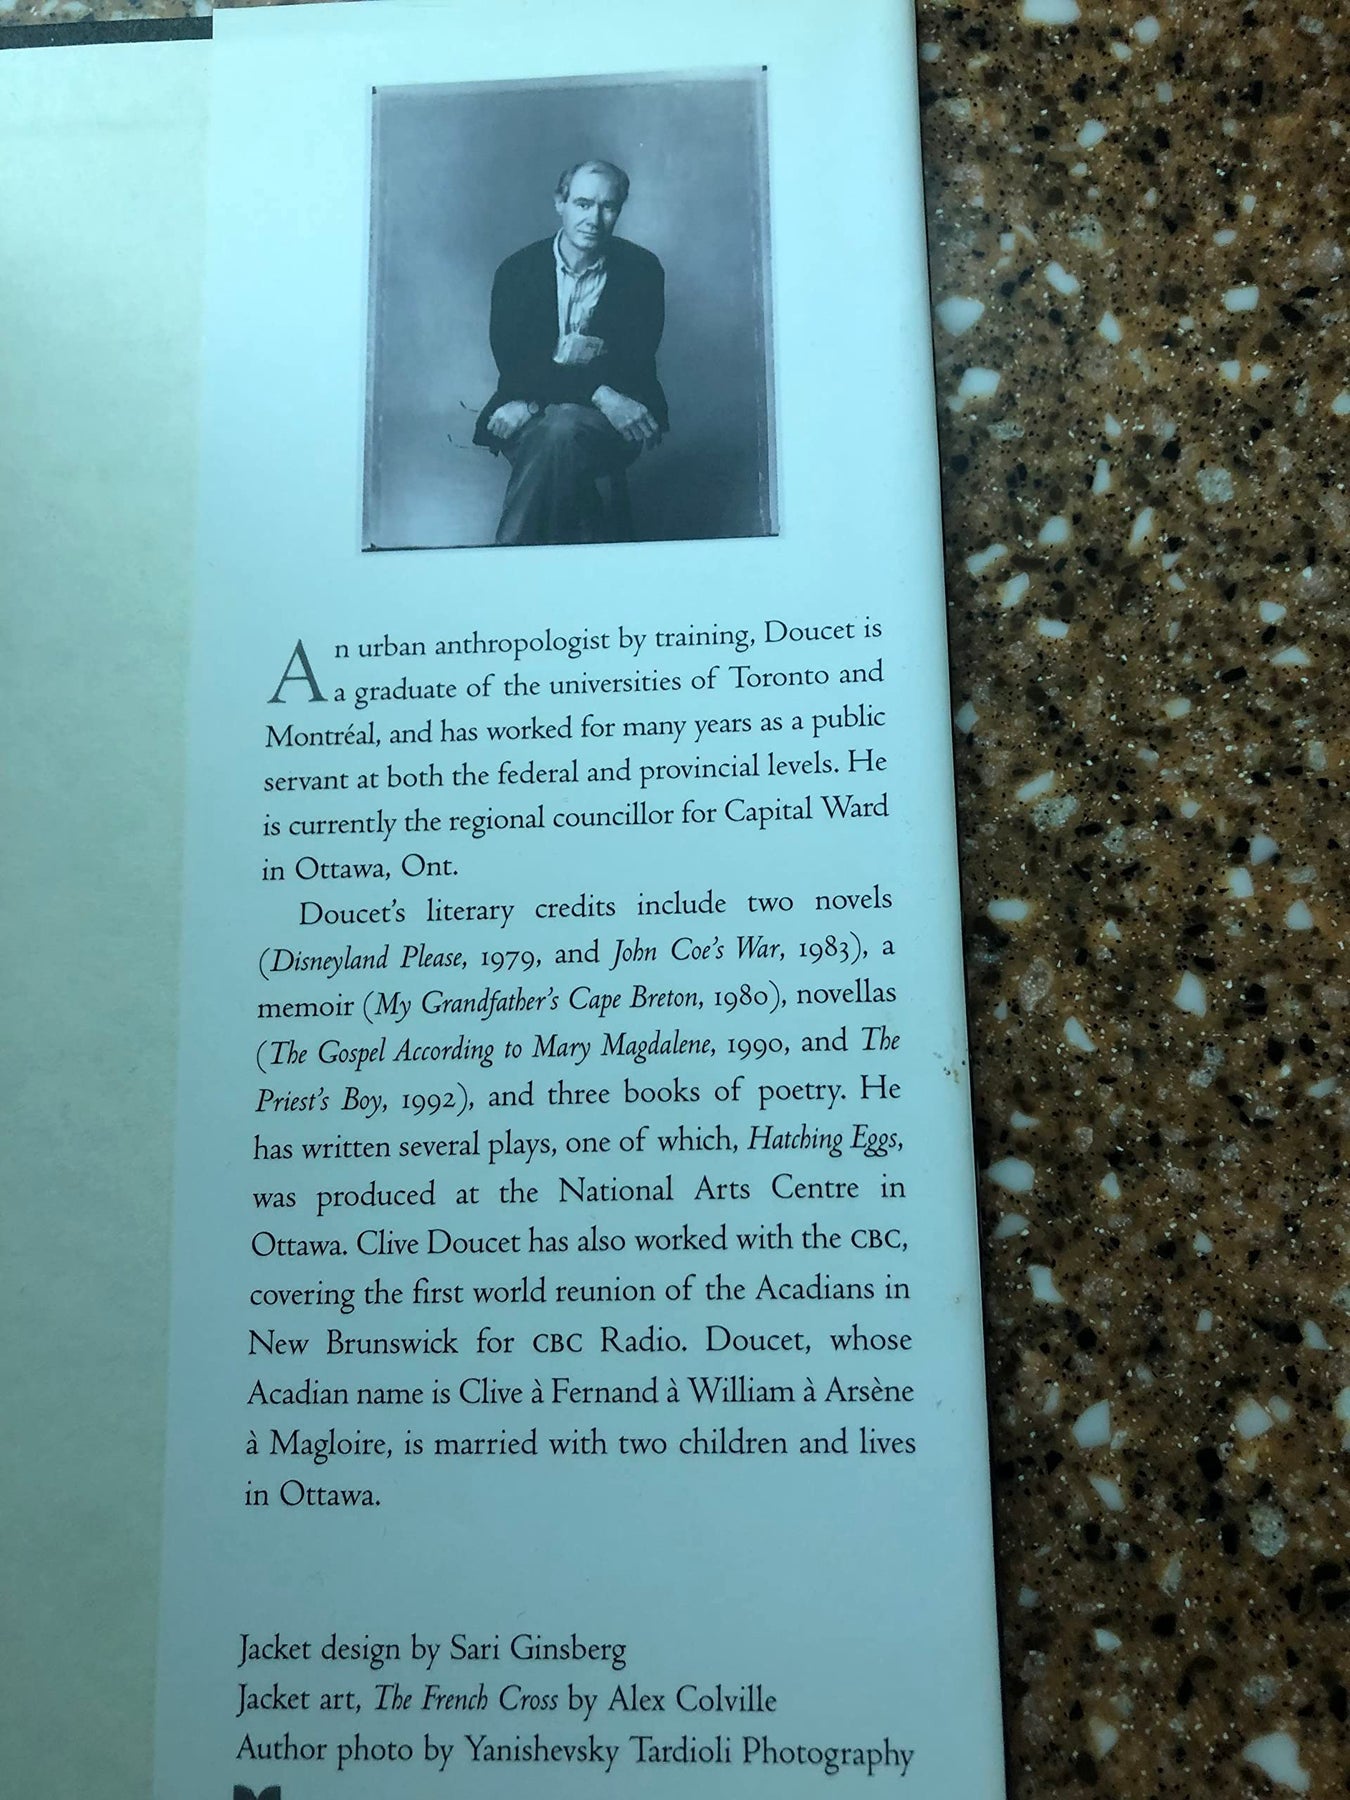 An urban anthropologist by training, Doucet is
a graduate of the universities of Toronto and
Montréal, and has worked for many years as a public
servant at both the federal and provincial levels. He
is currently the regional councillor for Capital Ward
in Ottawa, Ont.
Doucet's literary credits include two novels
(Disneyland Please, 1979, and John Coe's War, 1983), a
memoir (My Grandfather's Cape Breton, 1980), novellas
(The Gospel According to Mary Magdalene, 1990, and The
Priest's Boy, 1992), and three books of poetry. He
has written several plays, one of which, Hatching Eggs,
was produced at the National Arts Centre in
Ottawa. Clive Doucet has also worked with the CBC,
covering the first world reunion of the Acadians in
New Brunswick for CBC Radio. Doucet, whose
Acadian name is Clive à Fernand à William à Arsène
à Magloire, is married with two children and lives
in Ottawa.
Jacket design by Sari Ginsberg
Jacket art, The French Cross by Alex Colville
Author photo by Yanishevsky Tardioli Photography